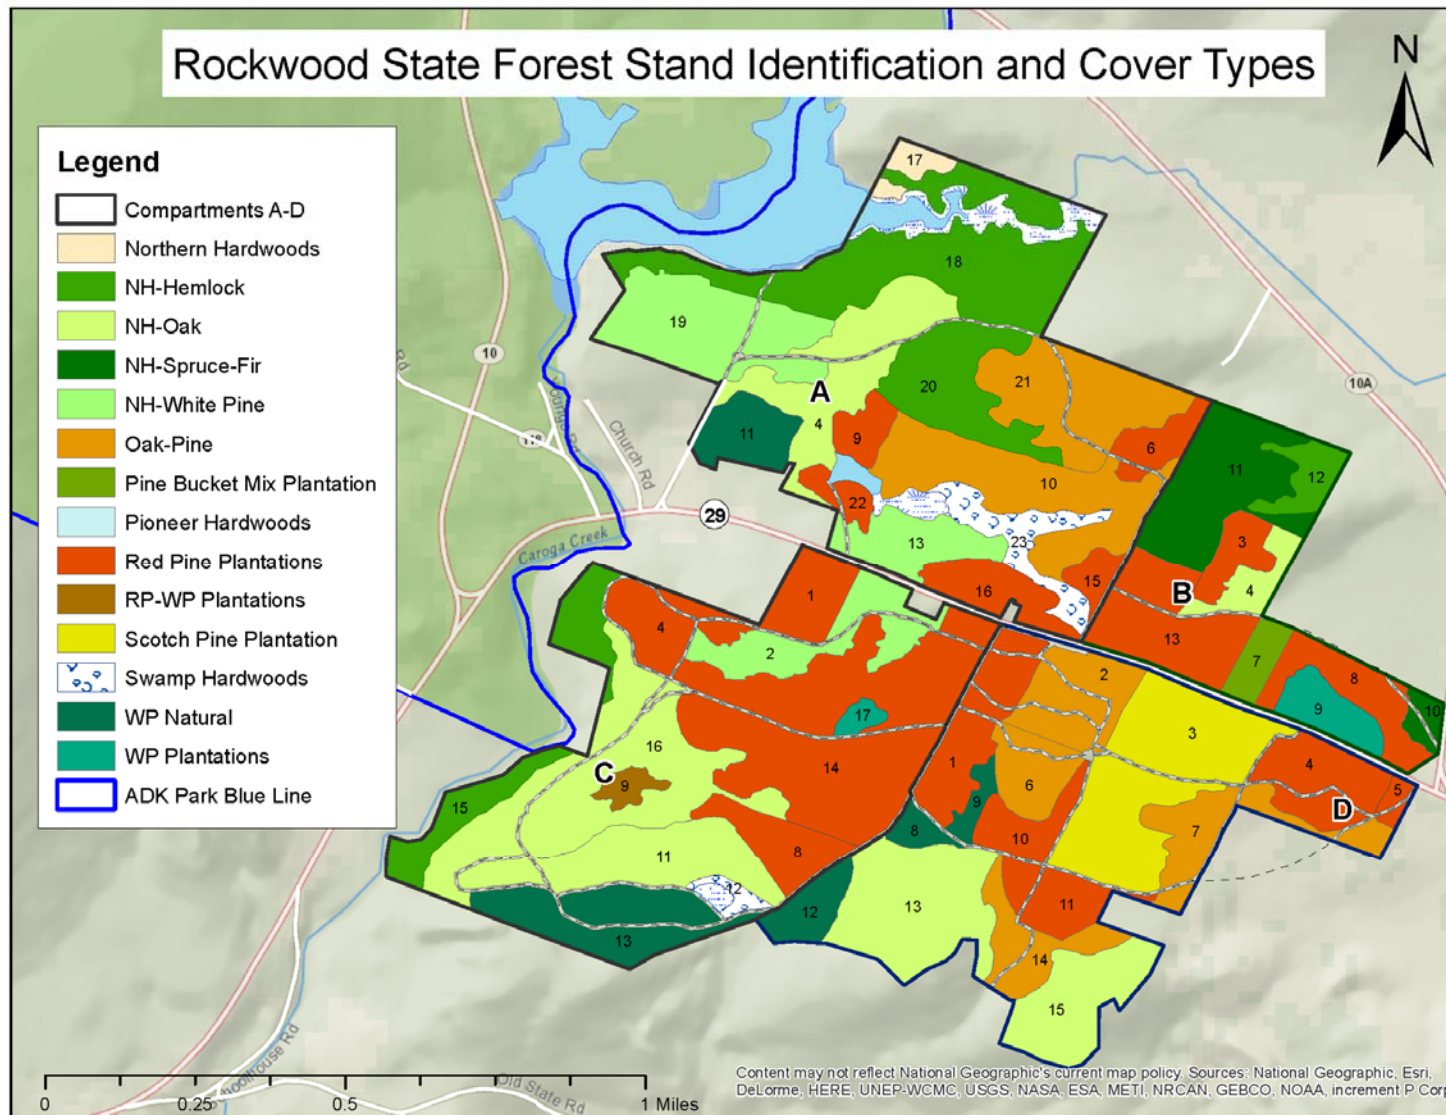 Rockwood State Forest Stand Identification and Cover Types
N
Legend
Compartments A-D
Northern Hardwoods
NH-Hemlock
NH-Oak
NH-Spruce-Fir
NH-White Pine
Oak-Pine
Pine Bucket Mix Plantation
Pioneer Hardwoods
Red Pine Plantations
RP-WP Plantations
Scotch Pine Plantation
Swamp Hardwoods
WP Natural
WP Plantations
ADK Park Blue Line
17
18
19
10
Rd
20
21
10A
A
4
11
9
6
11
12
Church Rd
10
22
29
13
23
3
Caroga Creek
16
15
B
4
1
13
4
2
7
8
2
9
10
17
3
16
14
1
4
C
9
6
5
D
15
9
8
10
7
11
8
12
12
13
11
13
14
15
Schoolhouse Rd
Old State Rd
0
0.25
0.5
1 Miles
Content may not reflect National Geographic's current map policy. Sources: National Geographic, Esri,
DeLorme, HERE, UNEP-WCMC, USGS, NASA, ESA, METI, NRCAN, GEBCO, NOAA, increment P Corp